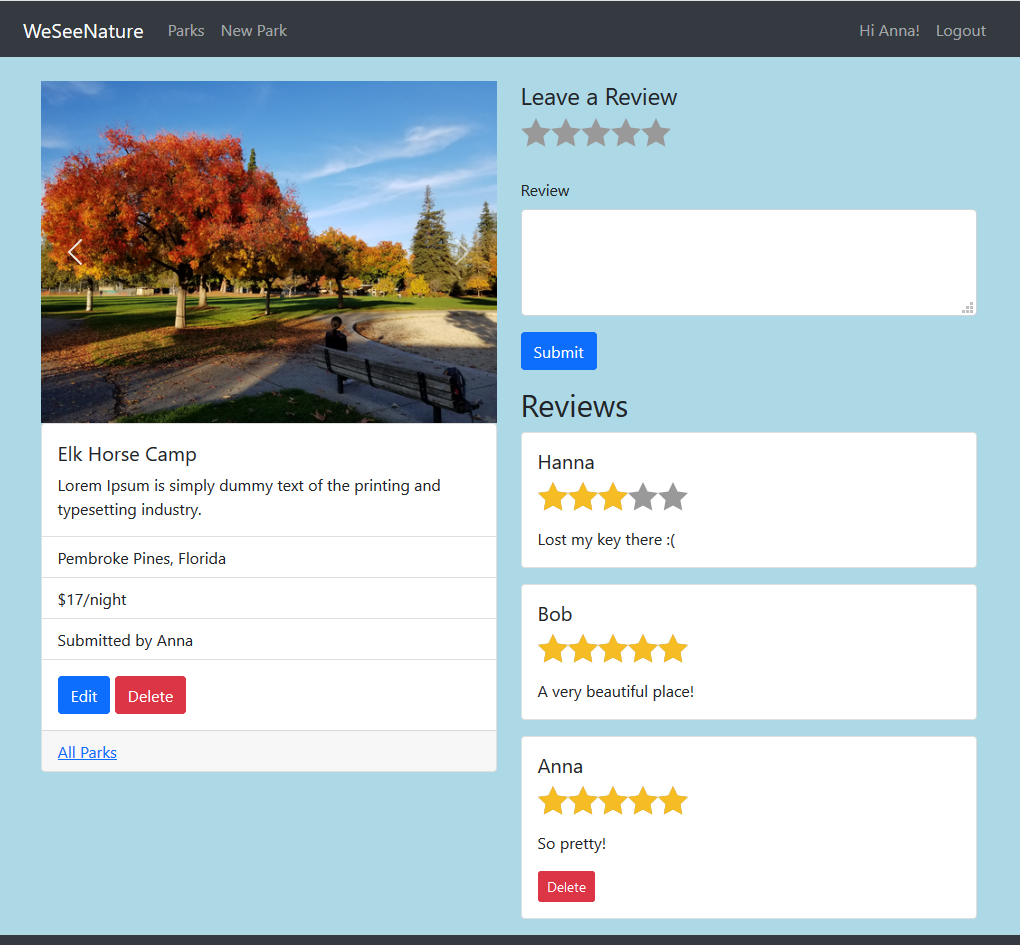 WeSeeNature Parks New Park Hi Anna! Logout
Elk Horse Camp
Lorem Ipsum is simply dummy text of the printing and
typesetting industry.
Pembroke Pines, Florida
$17/night
Submitted by Anna
Edit Delete
All Parks
Leave a Review
Review
Submit
Reviews
Hanna
Lost my key there :(
Bob
A very beautiful place!
Anna
So pretty!
Delete